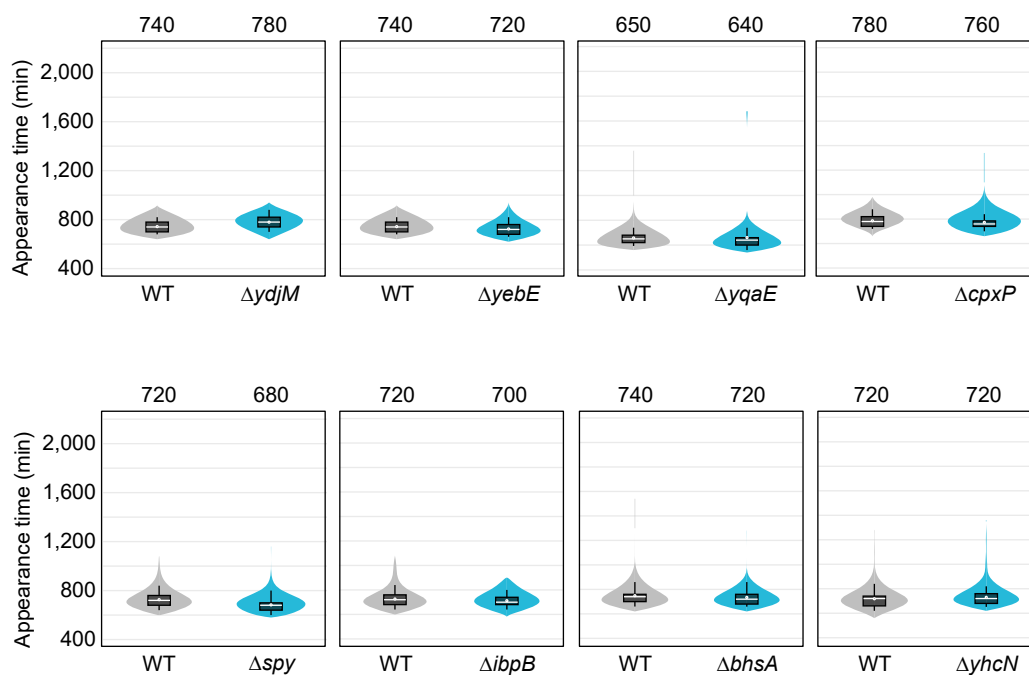 740 780 740 720 650 640 780 760
Appearance time (min)
2,000
1,600
1,200
800
400
WT ΔydjM WT ΔyebE WT ΔyqaE WT ΔcpxP
720 680 720 700 740 720 720 720
Appearance time (min)
2,000
1,600
1,200
800
400
WT Δspy WT ΔibpB WT ΔbhsA WT ΔyhcN